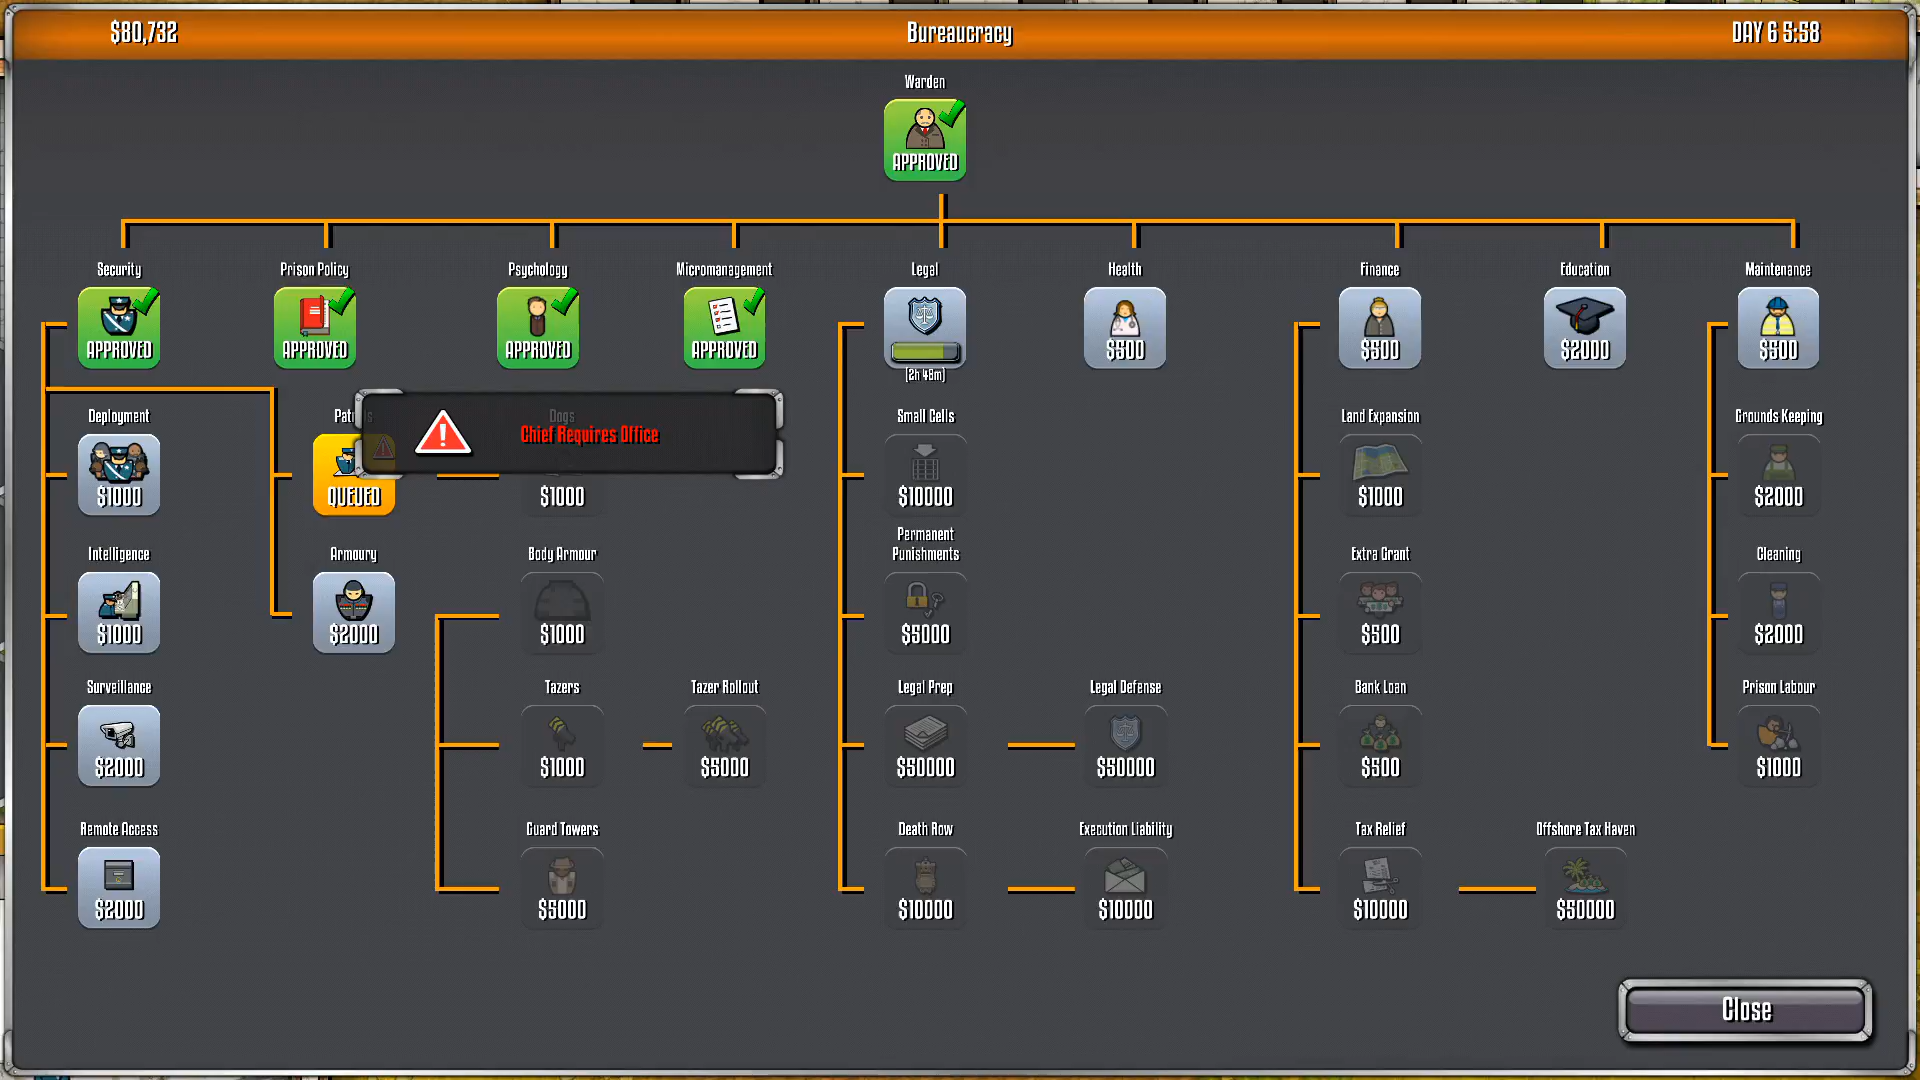 $80,732
Bureaucracy
DAY 6 5:58
Warden
APPROVED
Security
Prison Policy
Psychology
Micromanagement
Legal
Health
Finance
Education
Maintenance
APPROVED
APPROVED
APPROVED
APPROVED
$500
$500
$2000
$500
(2h 48m)
Deployment
Patrols
Dogs
Small Cells
Land Expansion
Grounds Keeping
Chief Requires Office
$1000
QUEUED
$1000
$10000
$1000
$2000
Intelligence
Armoury
Body Armour
Permanent
Punishments
Extra Grant
Cleaning
$1000
$2000
$1000
$5000
$500
$2000
Surveillance
Tazers
Tazer Rollout
Legal Prep
Legal Defense
Bank Loan
Prison Labour
$2000
$1000
$5000
$50000
$50000
$500
$1000
Remote Access
Guard Towers
Death Row
Execution Liability
Tax Relief
Offshore Tax Haven
$2000
$5000
$10000
$10000
$10000
$50000
Close